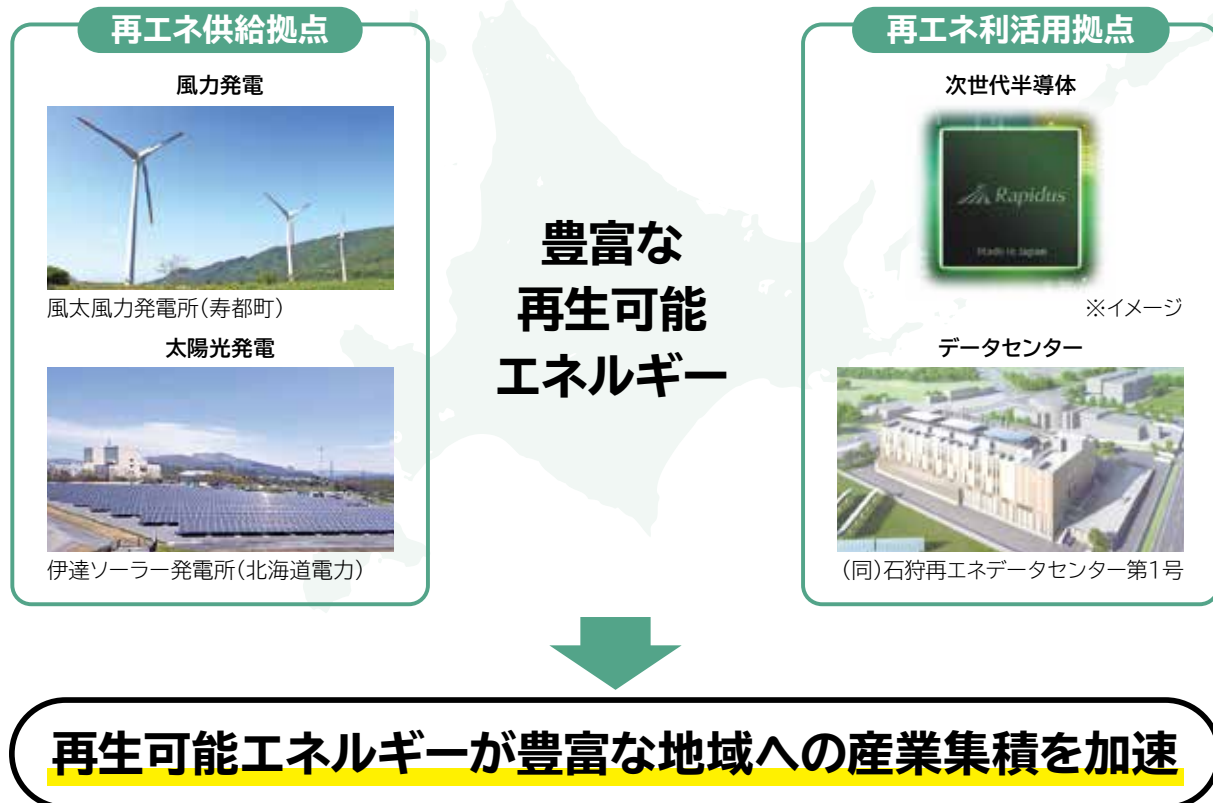 再エネ供給拠点
風力発電
風太風力発電所(寿都町)
太陽光発電
伊達ソーラー発電所(北海道電力)
豊富な
再生可能
エネルギー
再エネ利活用拠点
次世代半導体
Rapidus
Made in Japan
※イメージ
データセンター
(同)石狩再エネデータセンター第1号
再生可能エネルギーが豊富な地域への産業集積を加速